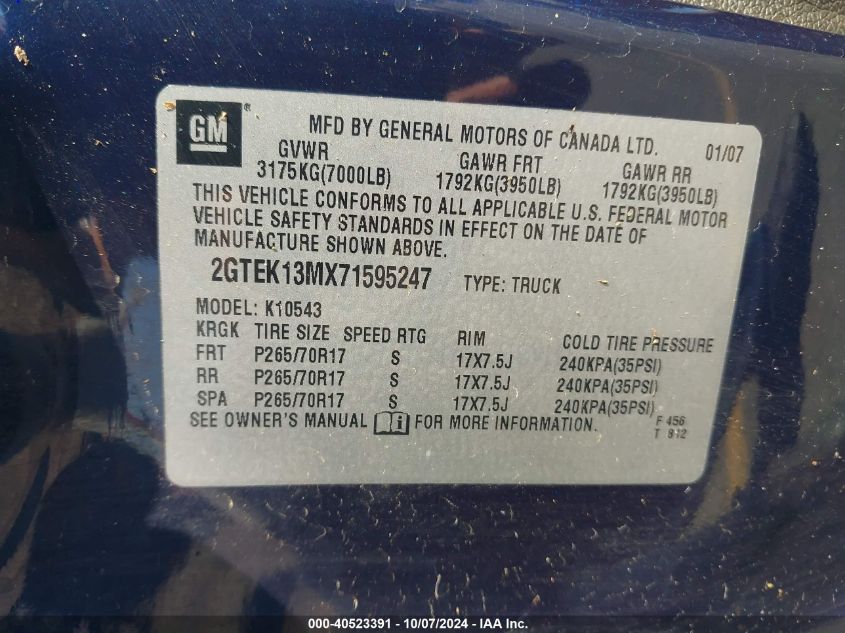 GM ®
MFD BY GENERAL MOTORS OF CANADA LTD. 01/07
GVWR GAWR FRT GAWR RR
3175KG(7000LB) 1792KG(3950LB) 1792KG(3950LB)
THIS VEHICLE CONFORMS TO ALL APPLICABLE U.S. FEDERAL MOTOR
VEHICLE SAFETY STANDARDS IN EFFECT ON THE DATE OF
MANUFACTURE SHOWN ABOVE.
2GTEK13MX71595247 TYPE: TRUCK
MODEL: K10543
KRGK TIRE SIZE SPEED RTG RIM COLD TIRE PRESSURE
FRT P265/70R17 S 17X7.5J 240KPA(35PSI)
RR P265/70R17 S 17X7.5J 240KPA(35PSI)
SPA P265/70R17 S 17X7.5J 240KPA(35PSI)
SEE OWNER'S MANUAL FOR MORE INFORMATION. F 456
T 812
000-40523391 - 10/07/2024 - IAA Inc.